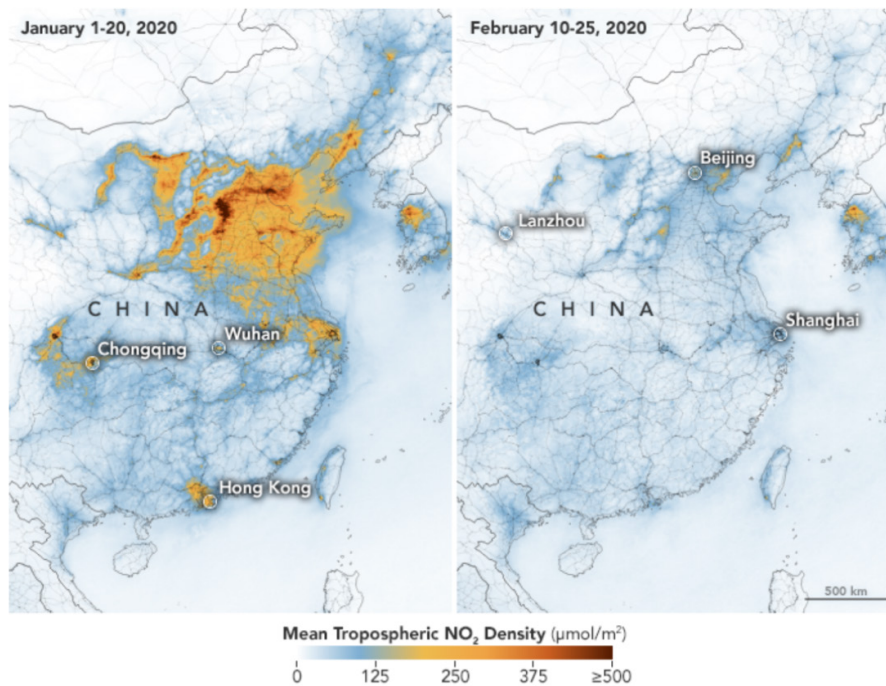 January 1-20, 2020
CHINA
Wuhan
Chongqing
Hong Kong
February 10-25, 2020
Beijing
Lanzhou
CHINA
Shanghai
500 km
Mean Tropospheric NO₂ Density (µmol/m²)
0 125 250 375 ≥500